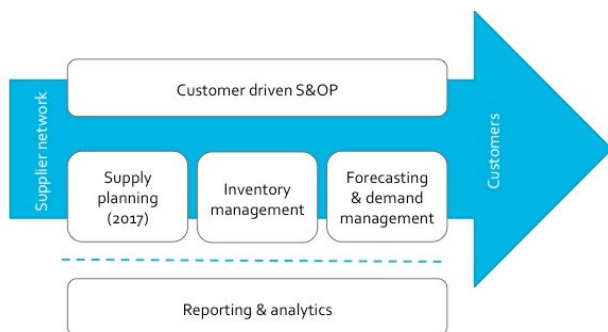 Customer driven S&OP
Supplier network
Supply
planning
(2017)
Inventory
management
Forecasting
& demand
management
Customers
Reporting & analytics